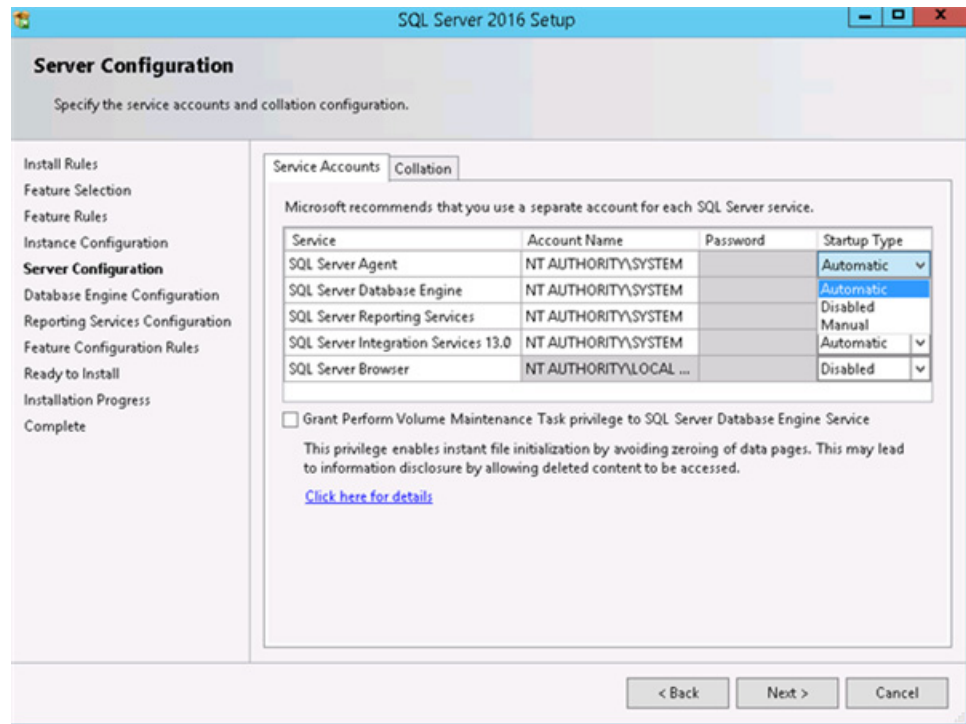 SQL Server 2016 Setup
Server Configuration
Specify the service accounts and collation configuration.
Install Rules
Feature Selection
Feature Rules
Instance Configuration
Server Configuration
Database Engine Configuration
Reporting Services Configuration
Feature Configuration Rules
Ready to Install
Installation Progress
Complete
Service Accounts Collation
Microsoft recommends that you use a separate account for each SQL Server service.
Service Account Name Password Startup Type
SQL Server Agent NT AUTHORITY\SYSTEM Automatic
SQL Server Database Engine NT AUTHORITY\SYSTEM Automatic
Disabled
SQL Server Reporting Services NT AUTHORITY\SYSTEM Manual
SQL Server Integration Services 13.0 NT AUTHORITY\SYSTEM Automatic
SQL Server Browser NT AUTHORITY\LOCAL ... Disabled
Grant Perform Volume Maintenance Task privilege to SQL Server Database Engine Service
This privilege enables instant file initialization by avoiding zeroing of data pages. This may lead
to information disclosure by allowing deleted content to be accessed.
Click here for details
< Back Next > Cancel